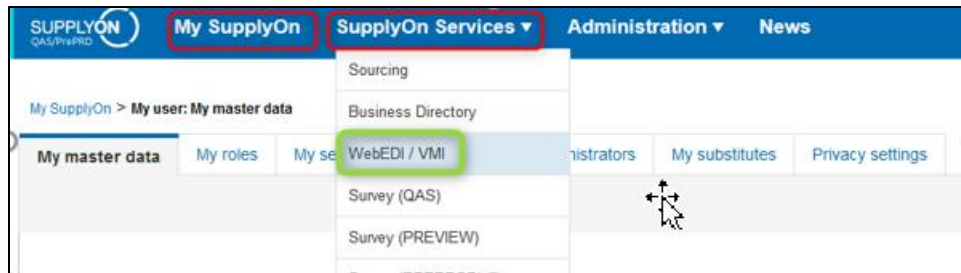 SUPPLYON My SupplyOn SupplyOn Services ▾ Administration ▾ News
QAS/PrePRD
Sourcing
My SupplyOn > My user: My master data
Business Directory
My master data My roles My se WebEDI / VMI nistrators My substitutes Privacy settings
Survey (QAS)
Survey (PREVIEW)